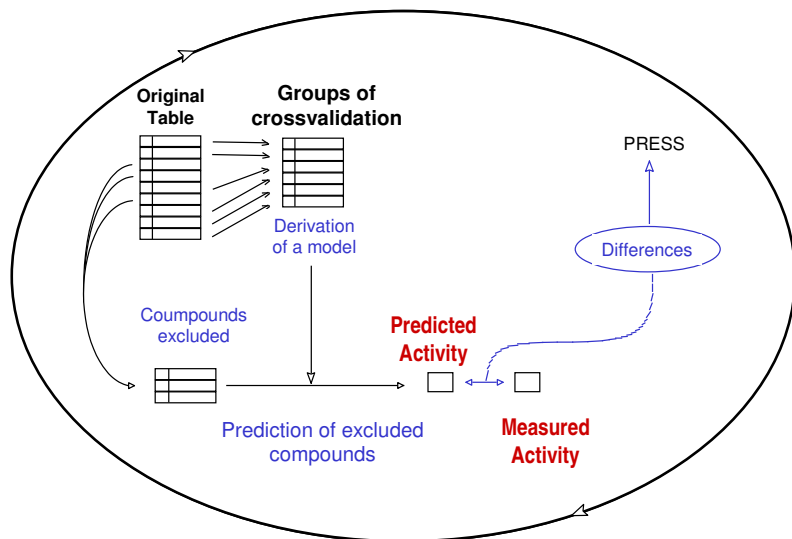 Original
Table
Groups of
crossvalidation
PRESS
Derivation
of a model
Differences
Coumpounds
excluded
Predicted
Activity
Prediction of excluded
compounds
Measured
Activity